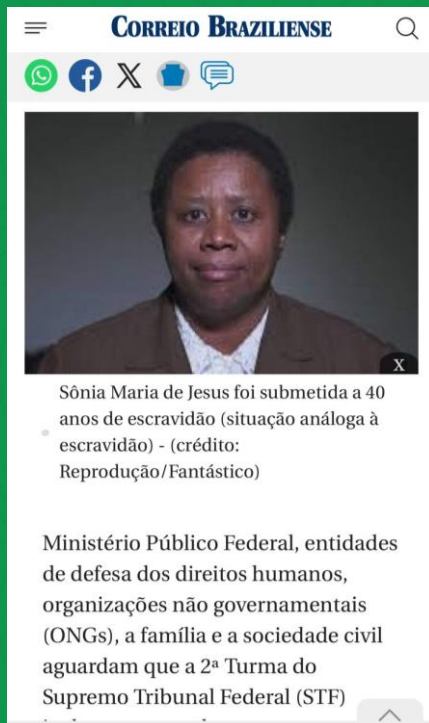 CORREIO BRAZILIENSE
X
Sônia Maria de Jesus foi submetida a 40
anos de escravidão (situação análoga à
escravidão) - (crédito:
Reprodução/Fantástico)
Ministério Público Federal, entidades
de defesa dos direitos humanos,
organizações não governamentais
(ONGs), a família e a sociedade civil
aguardam que a 2ª Turma do
Supremo Tribunal Federal (STF)